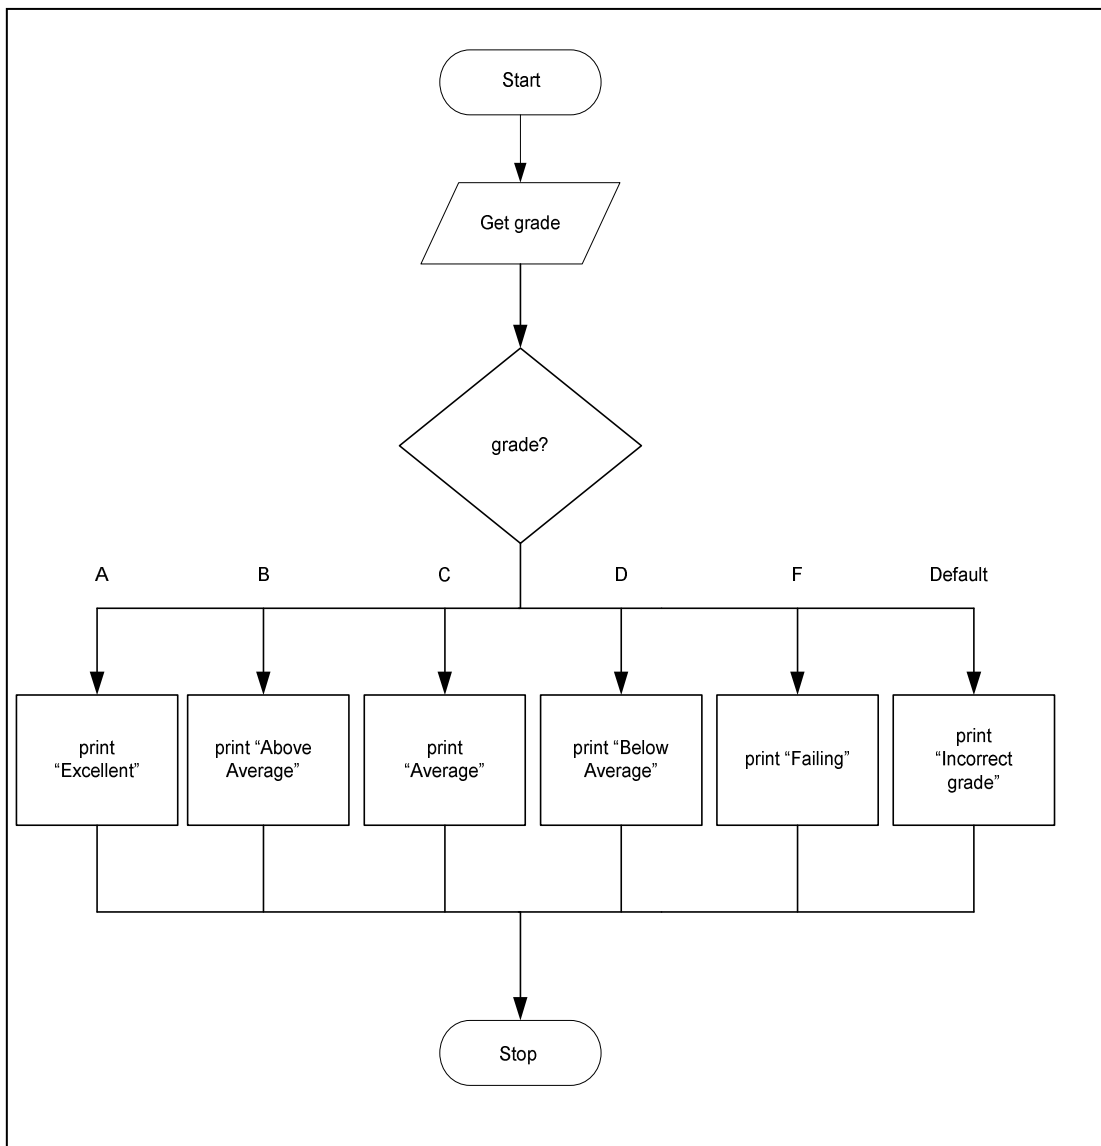 Start
Get grade
grade?
A
B
C
D
F
Default
print
“Excellent”
print “Above
Average”
print
“Average”
print “Below
Average”
print “Failing”
print
“Incorrect
grade”
Stop